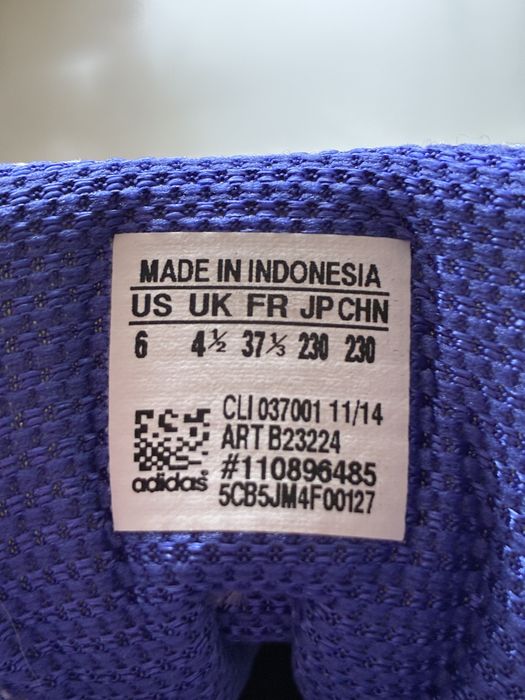 MADE IN INDONESIA
US UK FR JP CHN
6 4½ 37⅓ 230 230
CLI 037001 11/14
ART B23224
#110896485
adidas® 5CB5JM4F00127